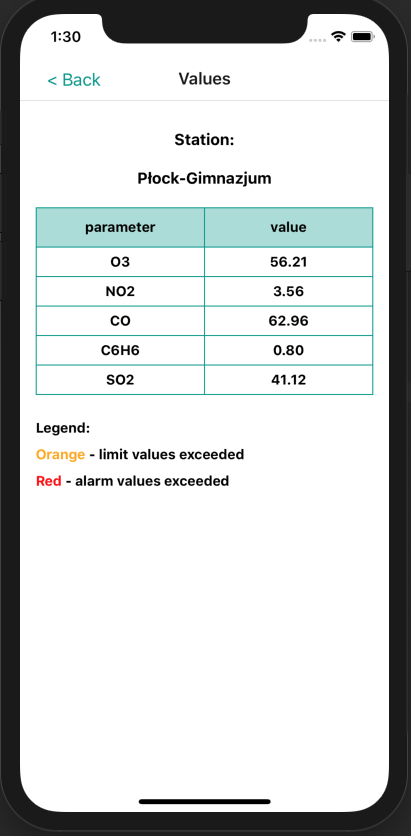 1:30
< Back Values
Station:
Płock-Gimnazjum
parameter value
O3 56.21
NO2 3.56
CO 62.96
C6H6 0.80
SO2 41.12
Legend:
Orange - limit values exceeded
Red - alarm values exceeded